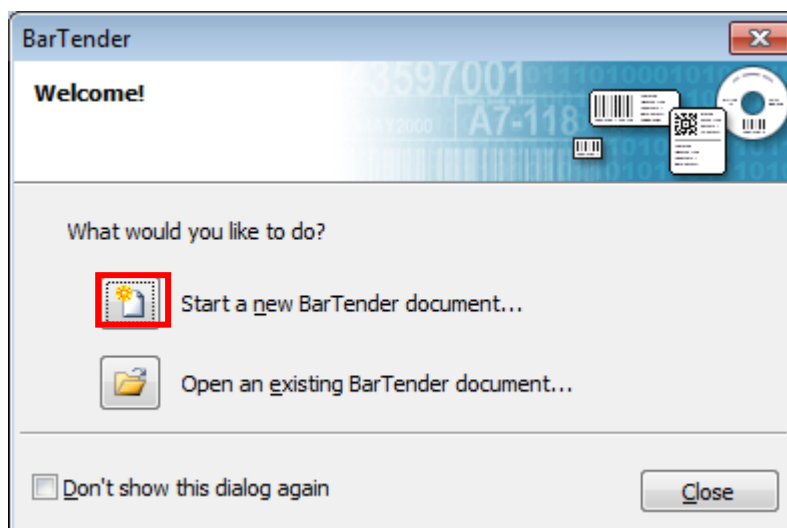 BarTender
Welcome!
43597001
A7-118
What would you like to do?
Start a new BarTender document...
Open an existing BarTender document...
Don't show this dialog again
Close